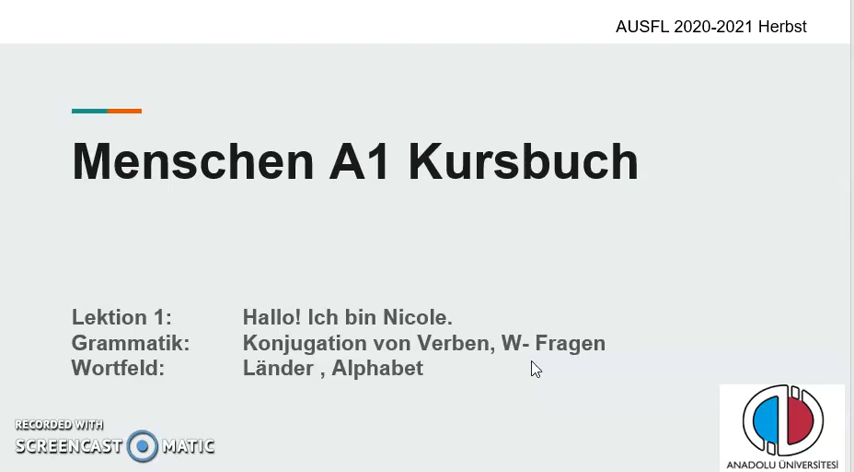 AUSFL 2020-2021 Herbst
Menschen A1 Kursbuch
Lektion 1: Hallo! Ich bin Nicole.
Grammatik: Konjugation von Verben, W- Fragen
Wortfeld: Länder , Alphabet
RECORDED WITH
SCREENCAST MATIC
ANADOLU ÜNİVERSİTESİ